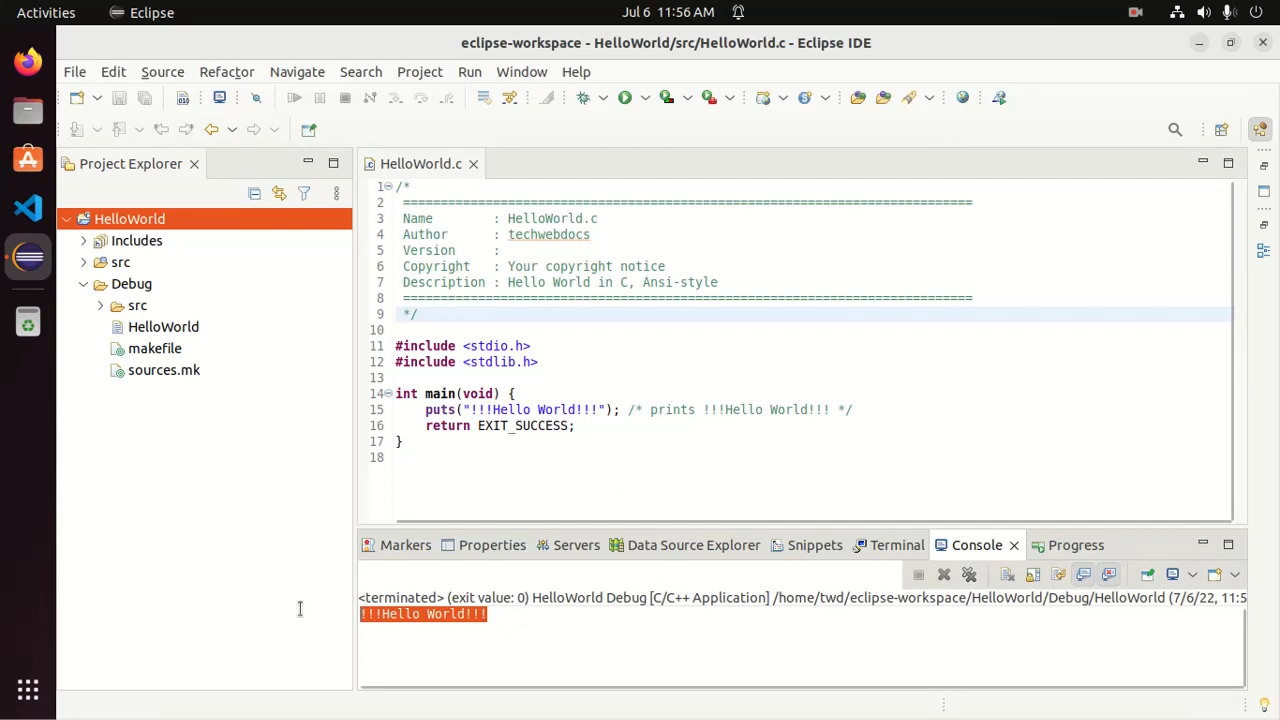 Activities Eclipse Jul 6 11:56 AM
eclipse-workspace - HelloWorld/src/HelloWorld.c - Eclipse IDE
File Edit Source Refactor Navigate Search Project Run Window Help
Project Explorer
HelloWorld
Includes
src
Debug
src
HelloWorld
makefile
sources.mk
HelloWorld.c
1 /*
2 ============================================================================
3 Name : HelloWorld.c
4 Author : techwebdocs
5 Version :
6 Copyright : Your copyright notice
7 Description : Hello World in C, Ansi-style
8 ============================================================================
9 */
10
11 #include <stdio.h>
12 #include <stdlib.h>
13
14 int main(void) {
15 puts("!!!Hello World!!!"); /* prints !!!Hello World!!! */
16 return EXIT_SUCCESS;
17 }
18
Markers Properties Servers Data Source Explorer Snippets Terminal Console Progress
<terminated> (exit value: 0) HelloWorld Debug [C/C++ Application] /home/twd/eclipse-workspace/HelloWorld/Debug/HelloWorld (7/6/22, 11:5
!!!Hello World!!!